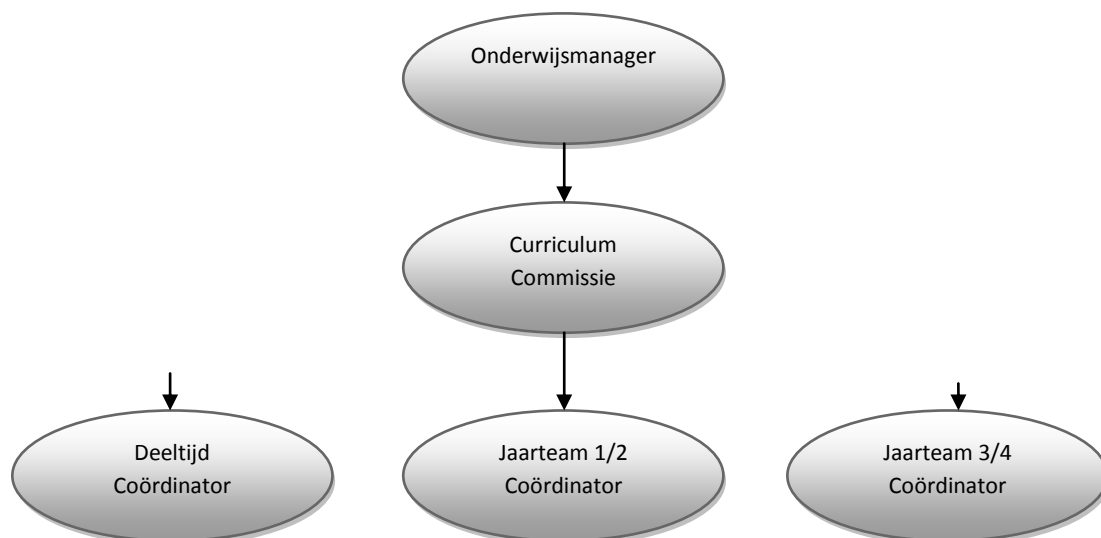 Onderwijsmanager
Curriculum
Commissie
Deeltijd
Coördinator
Jaarteam 1/2
Coördinator
Jaarteam 3/4
Coördinator